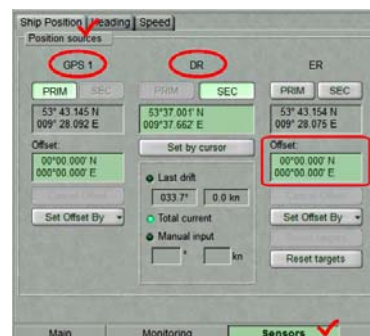 Ship Position Heading Speed
Position sources
GPS 1 DR ER
PRIM SEC PRIM SEC PRIM SEC
53° 43.145 N 53°37.001' N 53° 43.154 N
009° 28.092 E 009°37.662' E 009° 28.075 E
Offset: Set by cursor Offset:
00°00.000' N 00°00.000' N
000°00.000' E 000°00.000' E
Last drift
033.7° 0.0 kn
Set Offset By Total current Set Offset By
Manual input
° kn
Reset targets
Main Monitoring Sensors